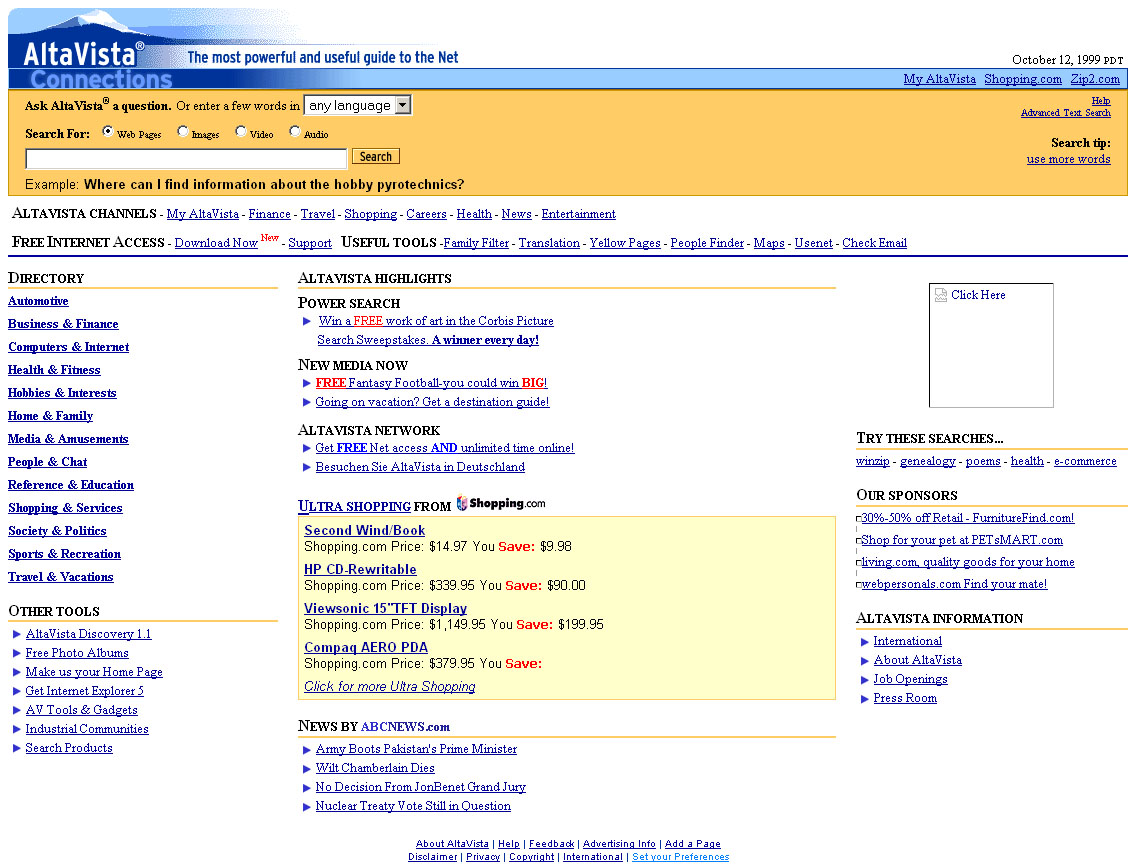 AltaVista®
The most powerful and useful guide to the Net
October 12, 1999 PDT
Connections
My AltaVista Shopping.com Zip2.com
Ask AltaVista® a question. Or enter a few words in any language
Help
Advanced Text Search
Search For: Web Pages Images Video Audio
Search tip:
use more words
Search
Example: Where can I find information about the hobby pyrotechnics?
ALTAVISTA CHANNELS - My AltaVista - Finance - Travel - Shopping - Careers - Health - News - Entertainment
FREE INTERNET ACCESS - Download Now New - Support USEFUL TOOLS -Family Filter - Translation - Yellow Pages - People Finder - Maps - Usenet - Check Email
DIRECTORY
Automotive
Business & Finance
Computers & Internet
Health & Fitness
Hobbies & Interests
Home & Family
Media & Amusements
People & Chat
Reference & Education
Shopping & Services
Society & Politics
Sports & Recreation
Travel & Vacations
OTHER TOOLS
AltaVista Discovery 1.1
Free Photo Albums
Make us your Home Page
Get Internet Explorer 5
AV Tools & Gadgets
Industrial Communities
Search Products
ALTAVISTA HIGHLIGHTS
POWER SEARCH
Win a FREE work of art in the Corbis Picture
Search Sweepstakes. A winner every day!
NEW MEDIA NOW
FREE Fantasy Football-you could win BIG!
Going on vacation? Get a destination guide!
ALTAVISTA NETWORK
Get FREE Net access AND unlimited time online!
Besuchen Sie AltaVista in Deutschland
ULTRA SHOPPING FROM Shopping.com
Second Wind/Book
Shopping.com Price: $14.97 You Save: $9.98
HP CD-Rewritable
Shopping.com Price: $339.95 You Save: $90.00
Viewsonic 15"TFT Display
Shopping.com Price: $1,149.95 You Save: $199.95
Compaq AERO PDA
Shopping.com Price: $379.95 You Save:
Click for more Ultra Shopping
NEWS BY ABCNEWS.com
Army Boots Pakistan's Prime Minister
Wilt Chamberlain Dies
No Decision From JonBenet Grand Jury
Nuclear Treaty Vote Still in Question
Click Here
TRY THESE SEARCHES...
winzip - genealogy - poems - health - e-commerce
OUR SPONSORS
30%-50% off Retail - FurnitureFind.com!
Shop for your pet at PETsMART.com
living.com, quality goods for your home
webpersonals.com Find your mate!
ALTAVISTA INFORMATION
International
About AltaVista
Job Openings
Press Room
About AltaVista | Help | Feedback | Advertising Info | Add a Page
Disclaimer | Privacy | Copyright | International | Set your Preferences